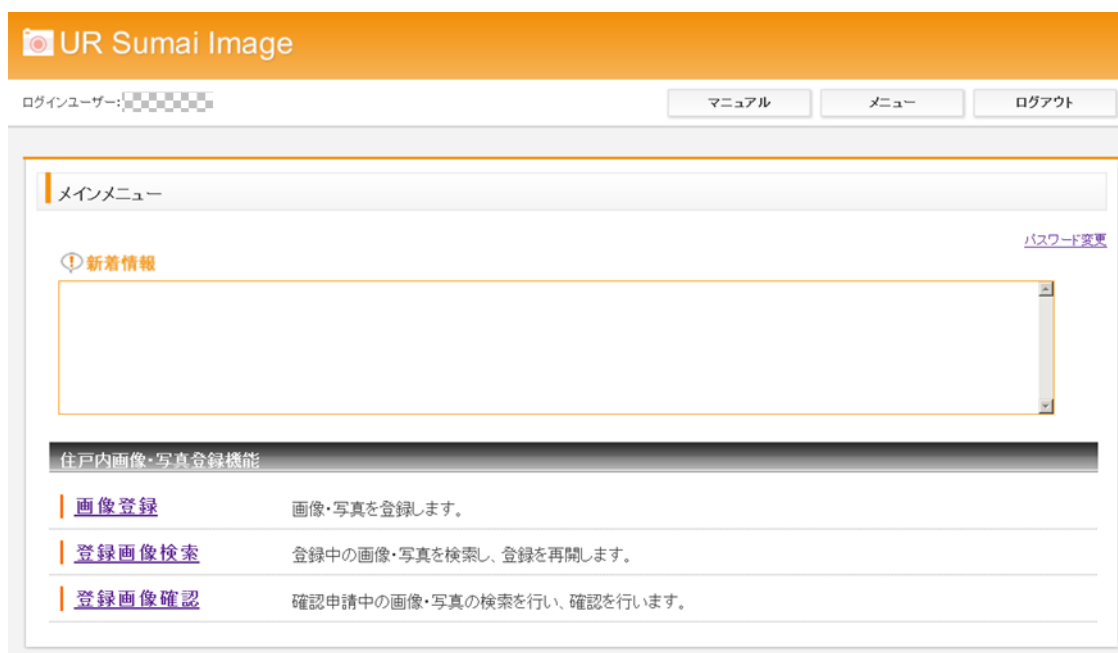 UR Sumai Image
ログインユーザー:
マニュアル
メニュー
ログアウト
メインメニュー
パスワード変更
新着情報
住戸内画像・写真登録機能
画像登録
画像・写真を登録します。
登録画像検索
登録中の画像・写真を検索し、登録を再開します。
登録画像確認
確認申請中の画像・写真の検索を行い、確認を行います。